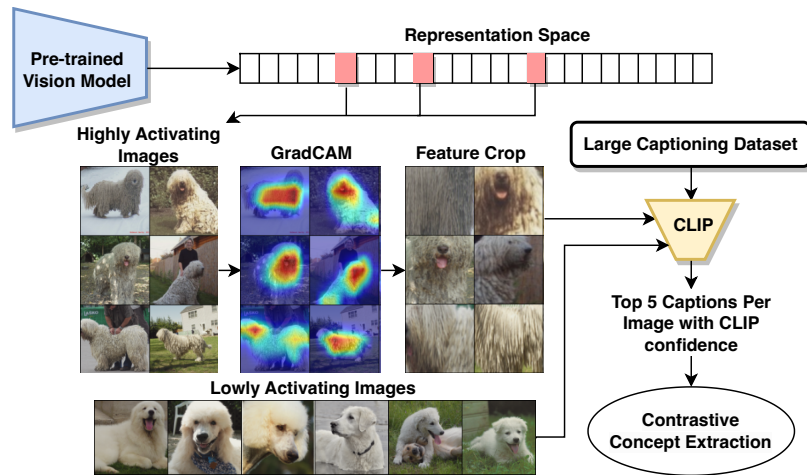 Representation Space
Pre-trained
Vision Model
Highly Activating
Images
GradCAM
Feature Crop
Large Captioning Dataset
CLIP
Top 5 Captions Per
Image with CLIP
confidence
Lowly Activating Images
Contrastive
Concept Extraction